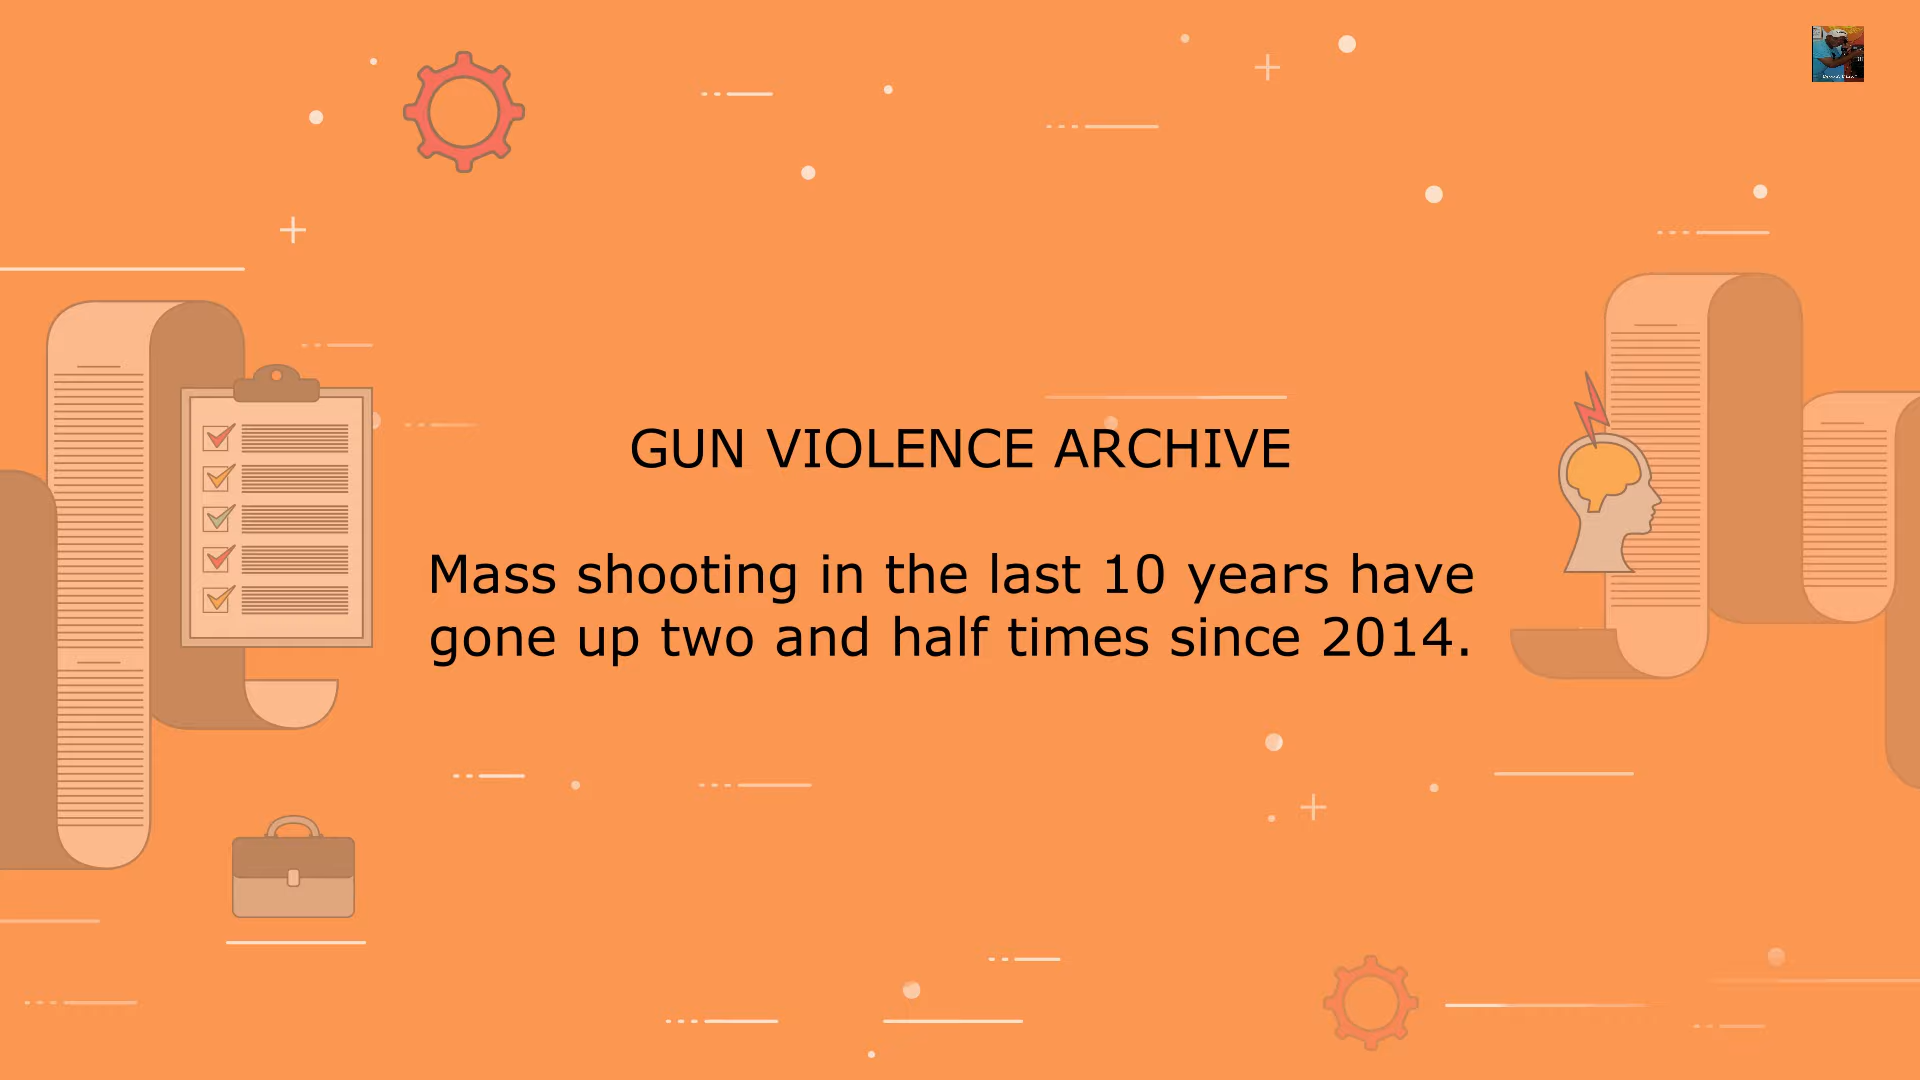 GUN VIOLENCE ARCHIVE
Mass shooting in the last 10 years have
gone up two and half times since 2014.